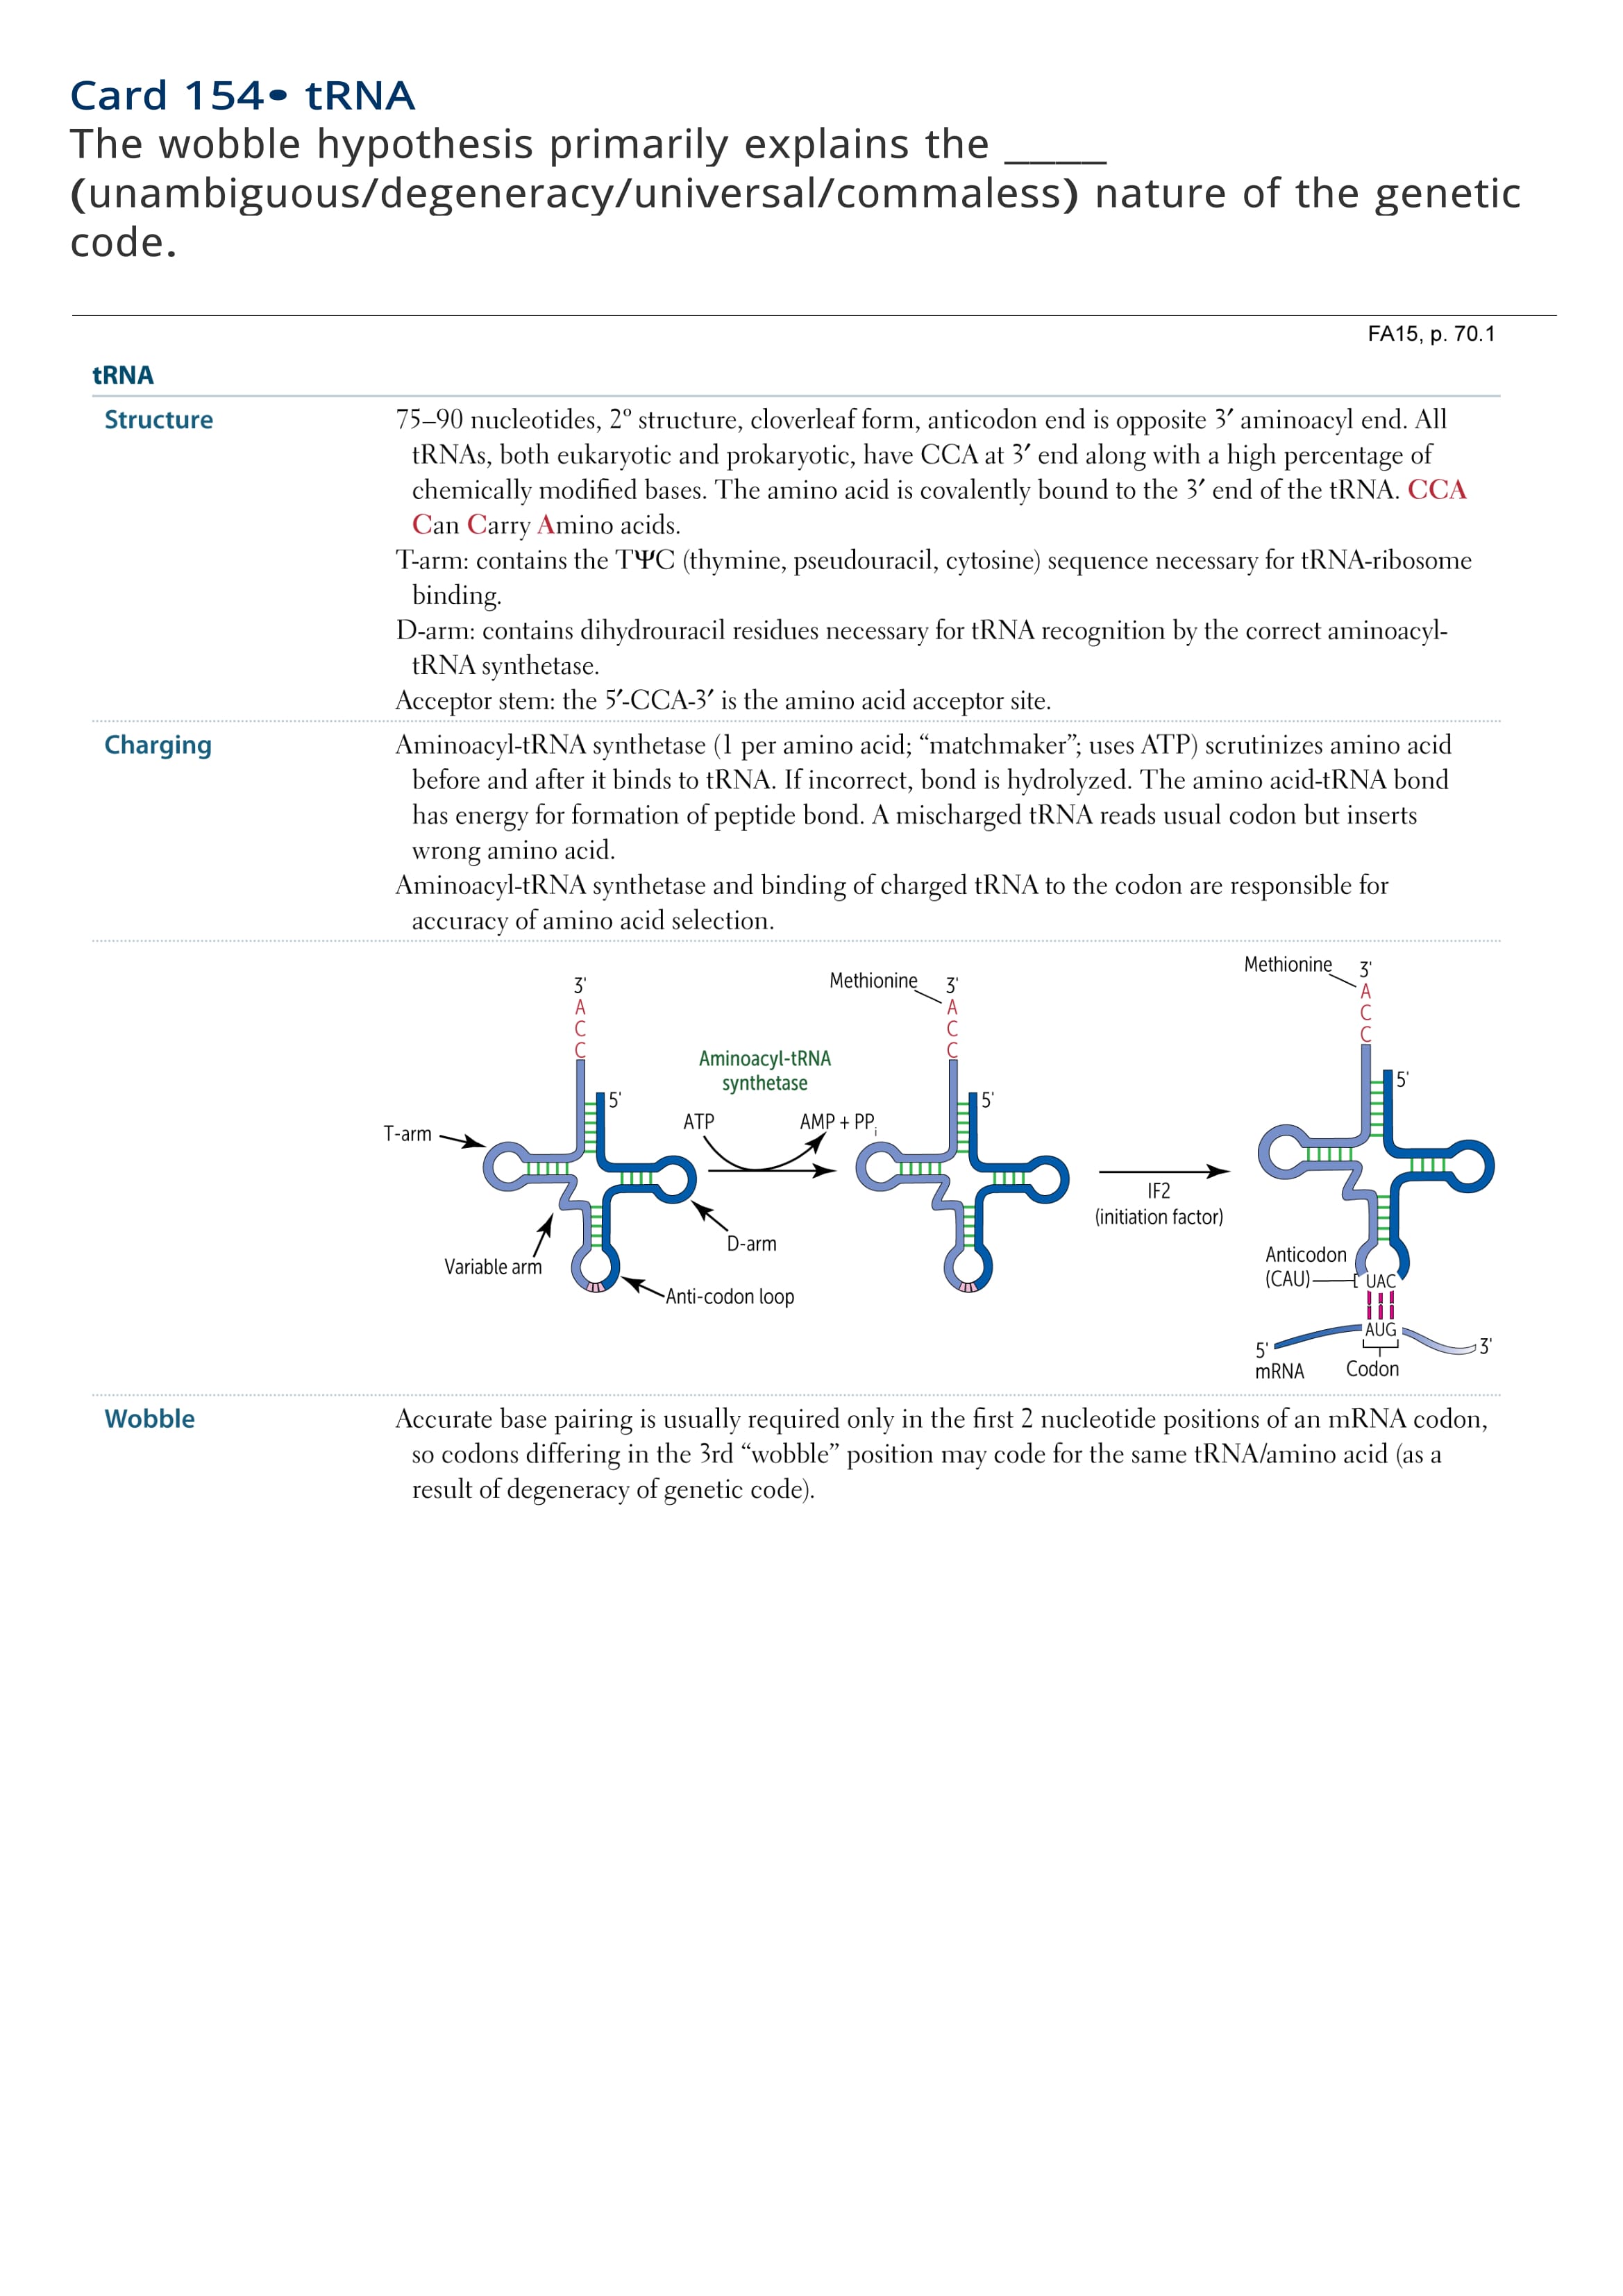 Card 154• tRNA
The wobble hypothesis primarily explains the ____
(unambiguous/degeneracy/universal/commaless) nature of the genetic
code.
FA15, p. 70.1
tRNA
Structure
75–90 nucleotides, 2º structure, cloverleaf form, anticodon end is opposite 3′ aminoacyl end. All
tRNAs, both eukaryotic and prokaryotic, have CCA at 3′ end along with a high percentage of
chemically modified bases. The amino acid is covalently bound to the 3′ end of the tRNA. CCA
Can Carry Amino acids.
T-arm: contains the TΨC (thymine, pseudouracil, cytosine) sequence necessary for tRNA-ribosome
binding.
D-arm: contains dihydrouracil residues necessary for tRNA recognition by the correct aminoacyl-
tRNA synthetase.
Acceptor stem: the 5′-CCA-3′ is the amino acid acceptor site.
Charging
Aminoacyl-tRNA synthetase (1 per amino acid; “matchmaker”; uses ATP) scrutinizes amino acid
before and after it binds to tRNA. If incorrect, bond is hydrolyzed. The amino acid-tRNA bond
has energy for formation of peptide bond. A mischarged tRNA reads usual codon but inserts
wrong amino acid.
Aminoacyl-tRNA synthetase and binding of charged tRNA to the codon are responsible for
accuracy of amino acid selection.
3'
A
C
C
5'
T-arm
Variable arm
D-arm
Anti-codon loop
Aminoacyl-tRNA
synthetase
ATP
AMP + PPi
Methionine
3'
A
C
C
5'
IF2
(initiation factor)
Methionine
3'
A
C
C
5'
Anticodon
(CAU)
UAC
AUG
5'
3'
mRNA
Codon
Wobble
Accurate base pairing is usually required only in the first 2 nucleotide positions of an mRNA codon,
so codons differing in the 3rd “wobble” position may code for the same tRNA/amino acid (as a
result of degeneracy of genetic code).